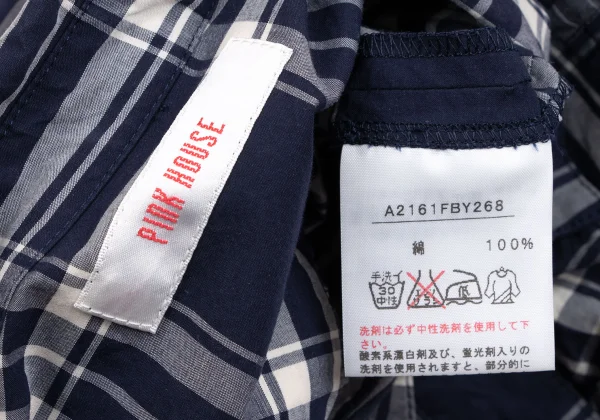 PINK HOUSE
A2161FBY268
綿 100%
手洗イ
30
中性
洗剤は必ず中性洗剤を使用して下
さい。
酸素系漂白剤及び、蛍光剤入りの
洗剤を使用されますと、部分的に